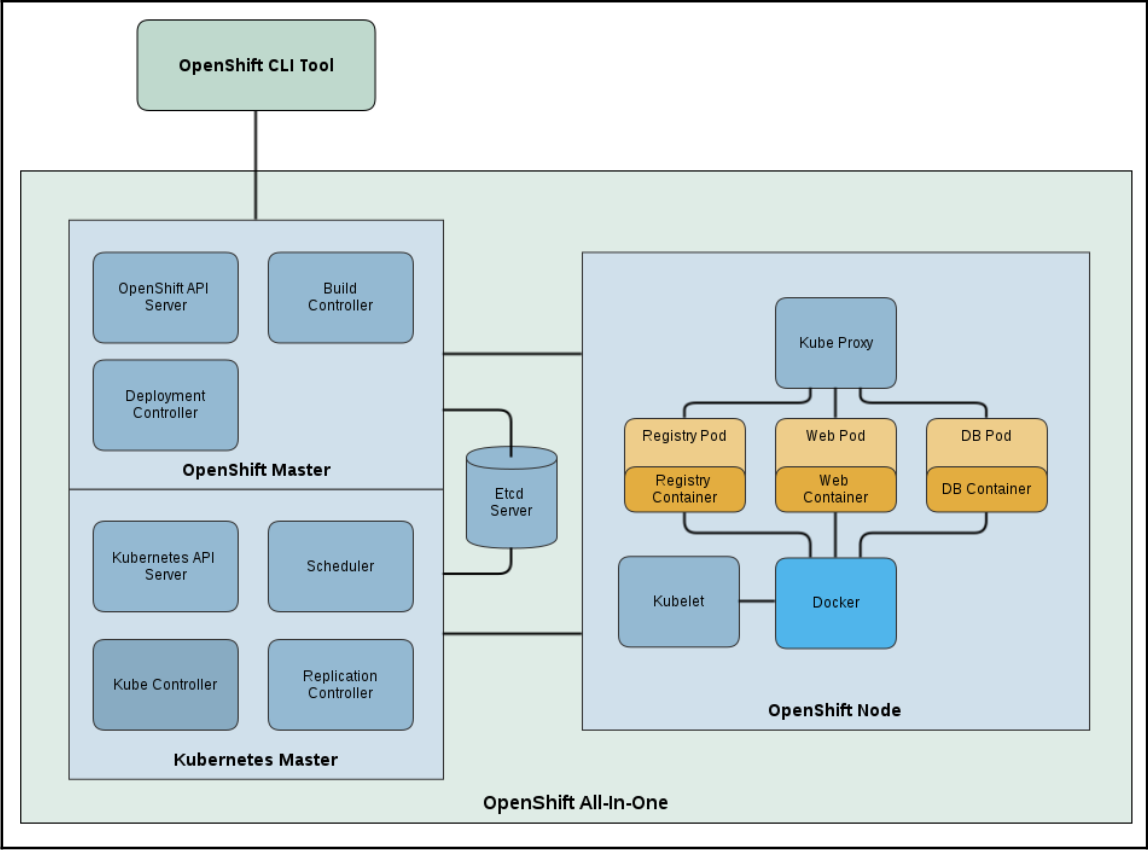 OpenShift CLI Tool
OpenShift API
Server
Build
Controller
Deployment
Controller
OpenShift Master
Kubernetes API
Server
Scheduler
Kube Controller
Replication
Controller
Kubernetes Master
Etcd
Server
Kube Proxy
Registry Pod
Registry
Container
Web Pod
Web
Container
DB Pod
DB Container
Kubelet
Docker
OpenShift Node
OpenShift All-In-One